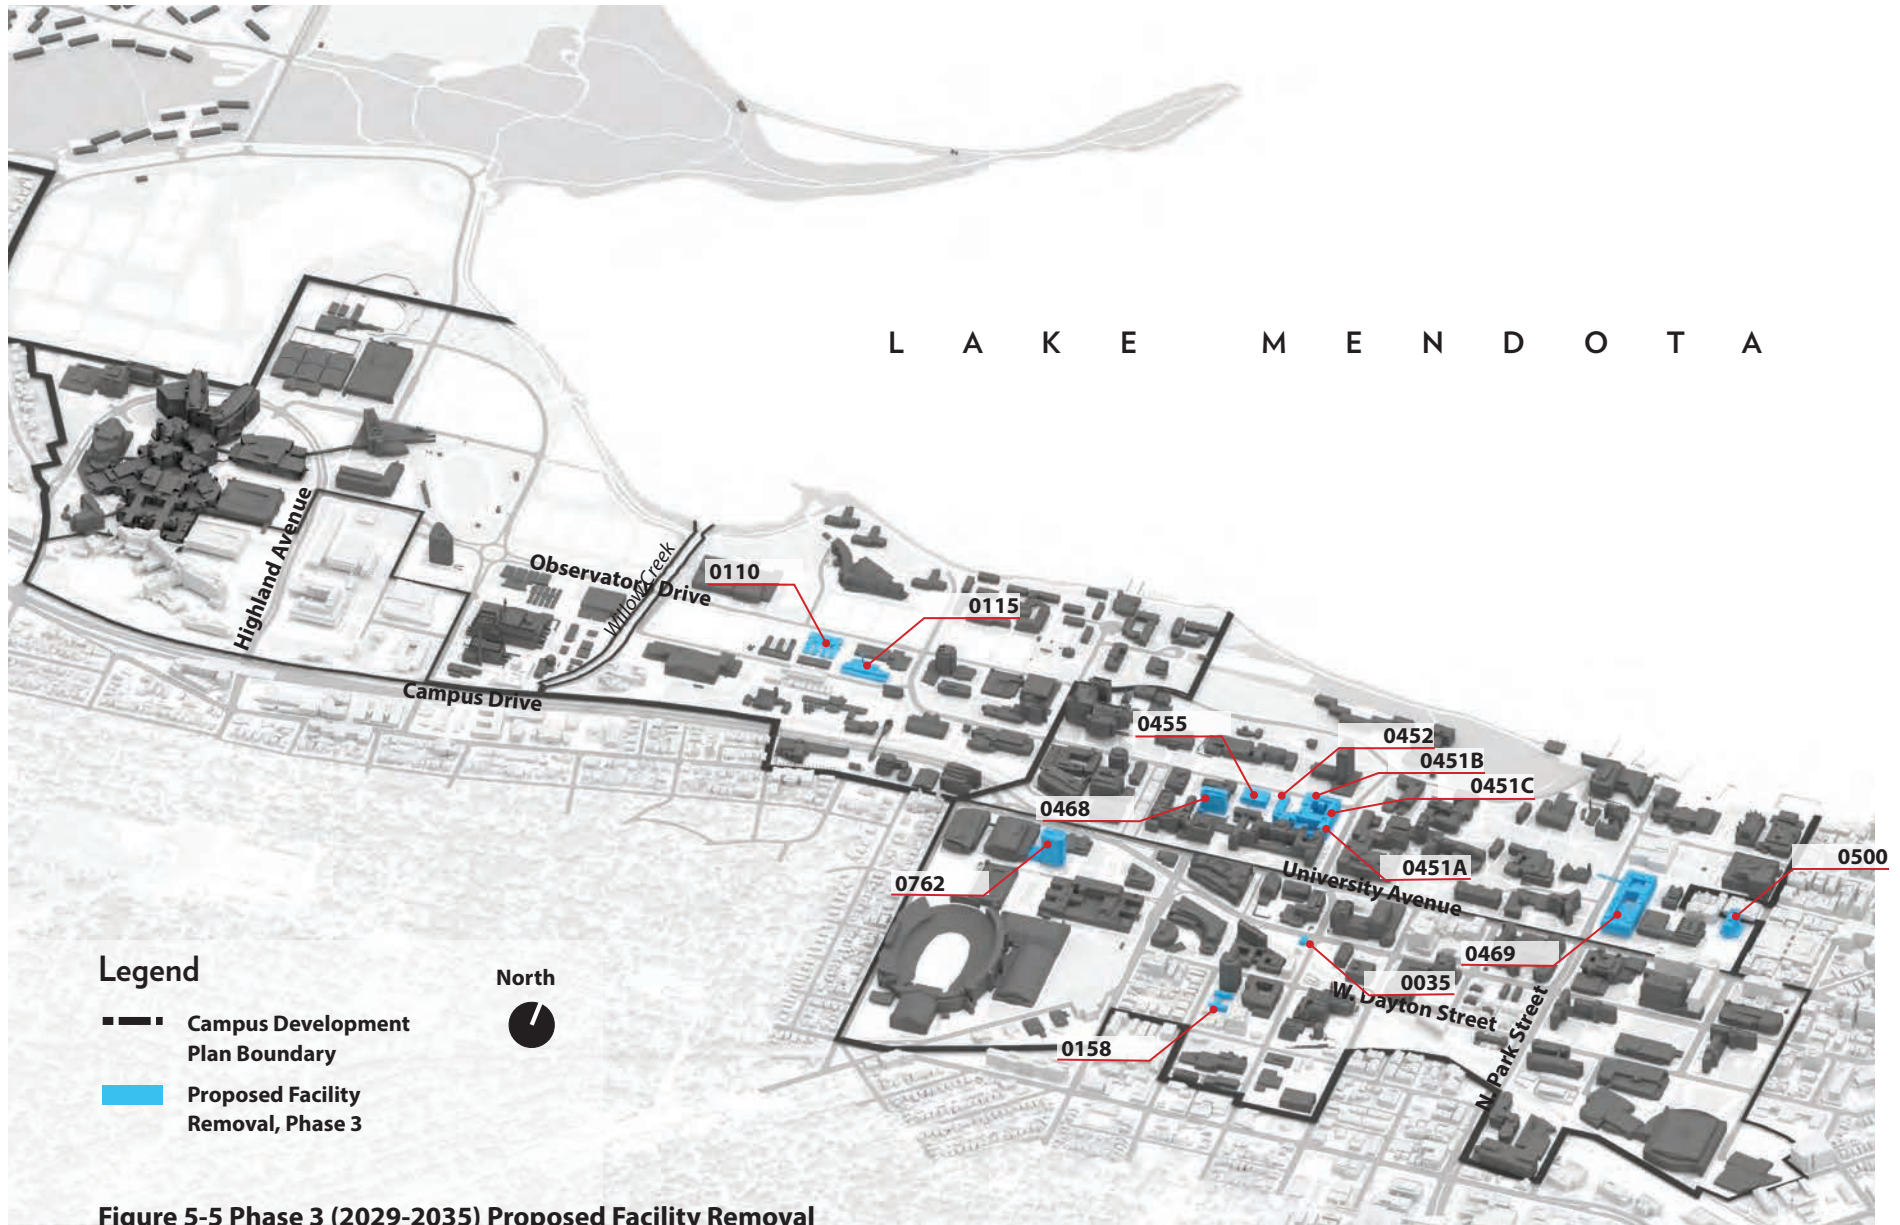 L A K E M E N D O T A
Highland Avenue
Observatory Drive
Willow Creek
0110
0115
Campus Drive
0455
0452
0451B
0451C
0468
0451A
0762
University Avenue
0500
0469
0035
W. Dayton Street
N. Park Street
0158
Legend
North
Campus Development
Plan Boundary
Proposed Facility
Removal, Phase 3
Figure 5-5 Phase 3 (2029-2035) Proposed Facility Removal